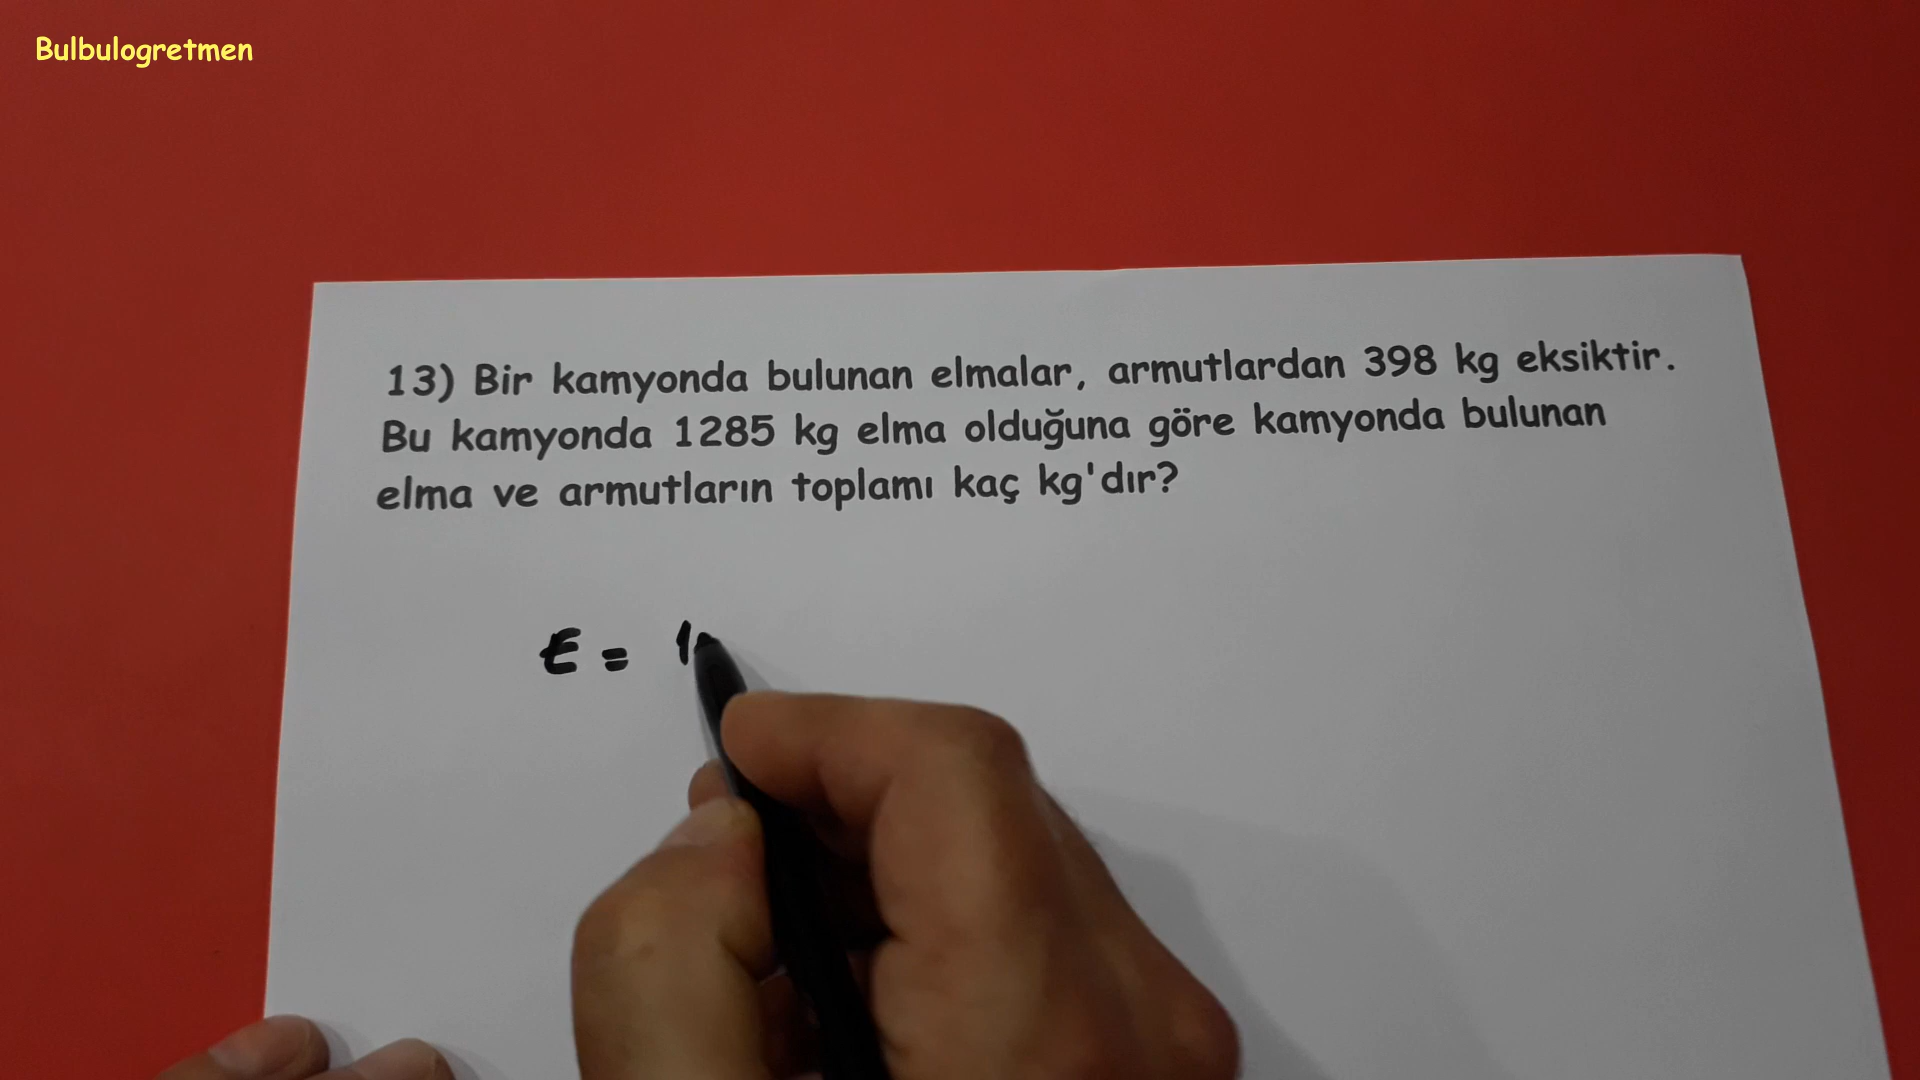 Bulbulogretmen
13) Bir kamyonda bulunan elmalar, armutlardan 398 kg eksiktir.
Bu kamyonda 1285 kg elma olduğuna göre kamyonda bulunan
elma ve armutların toplamı kaç kg'dır?
E = 1